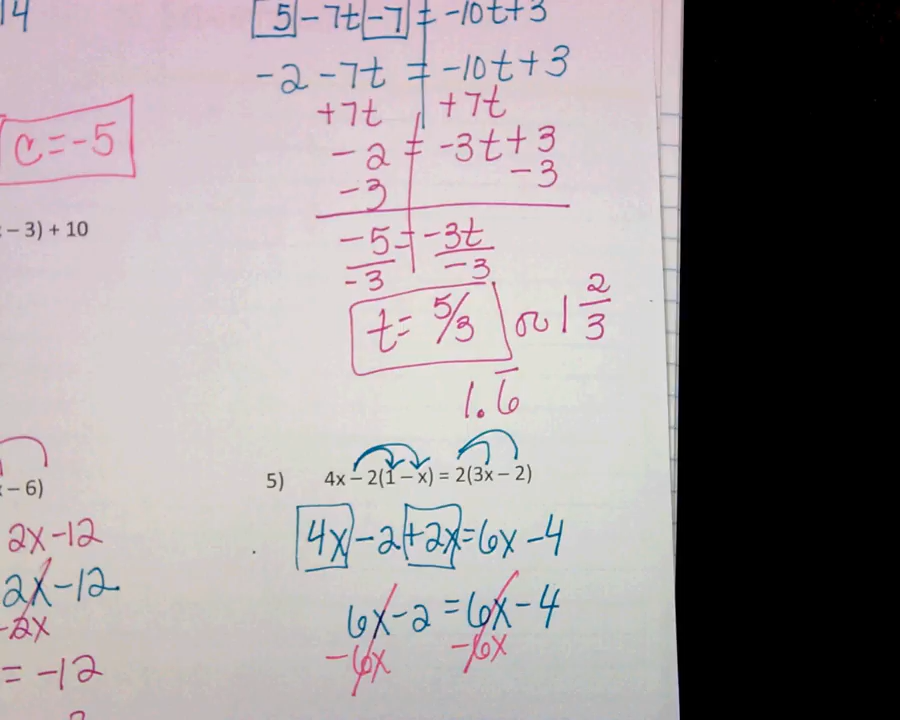 14
5 - 7t - 7 = -10t + 3
-2 - 7t = -10t + 3
+7t +7t
-2 = -3t + 3
-3 -3
-5 = -3t
-3 -3
t = 5/3 or 1 2/3
1.6̅
c = -5
- 3) + 10
- 6)
2x - 12
2x - 12
-2x
= -12
5) 4x - 2(1 - x) = 2(3x - 2)
4x - 2 + 2x = 6x - 4
6x - 2 = 6x - 4
-6x -6x